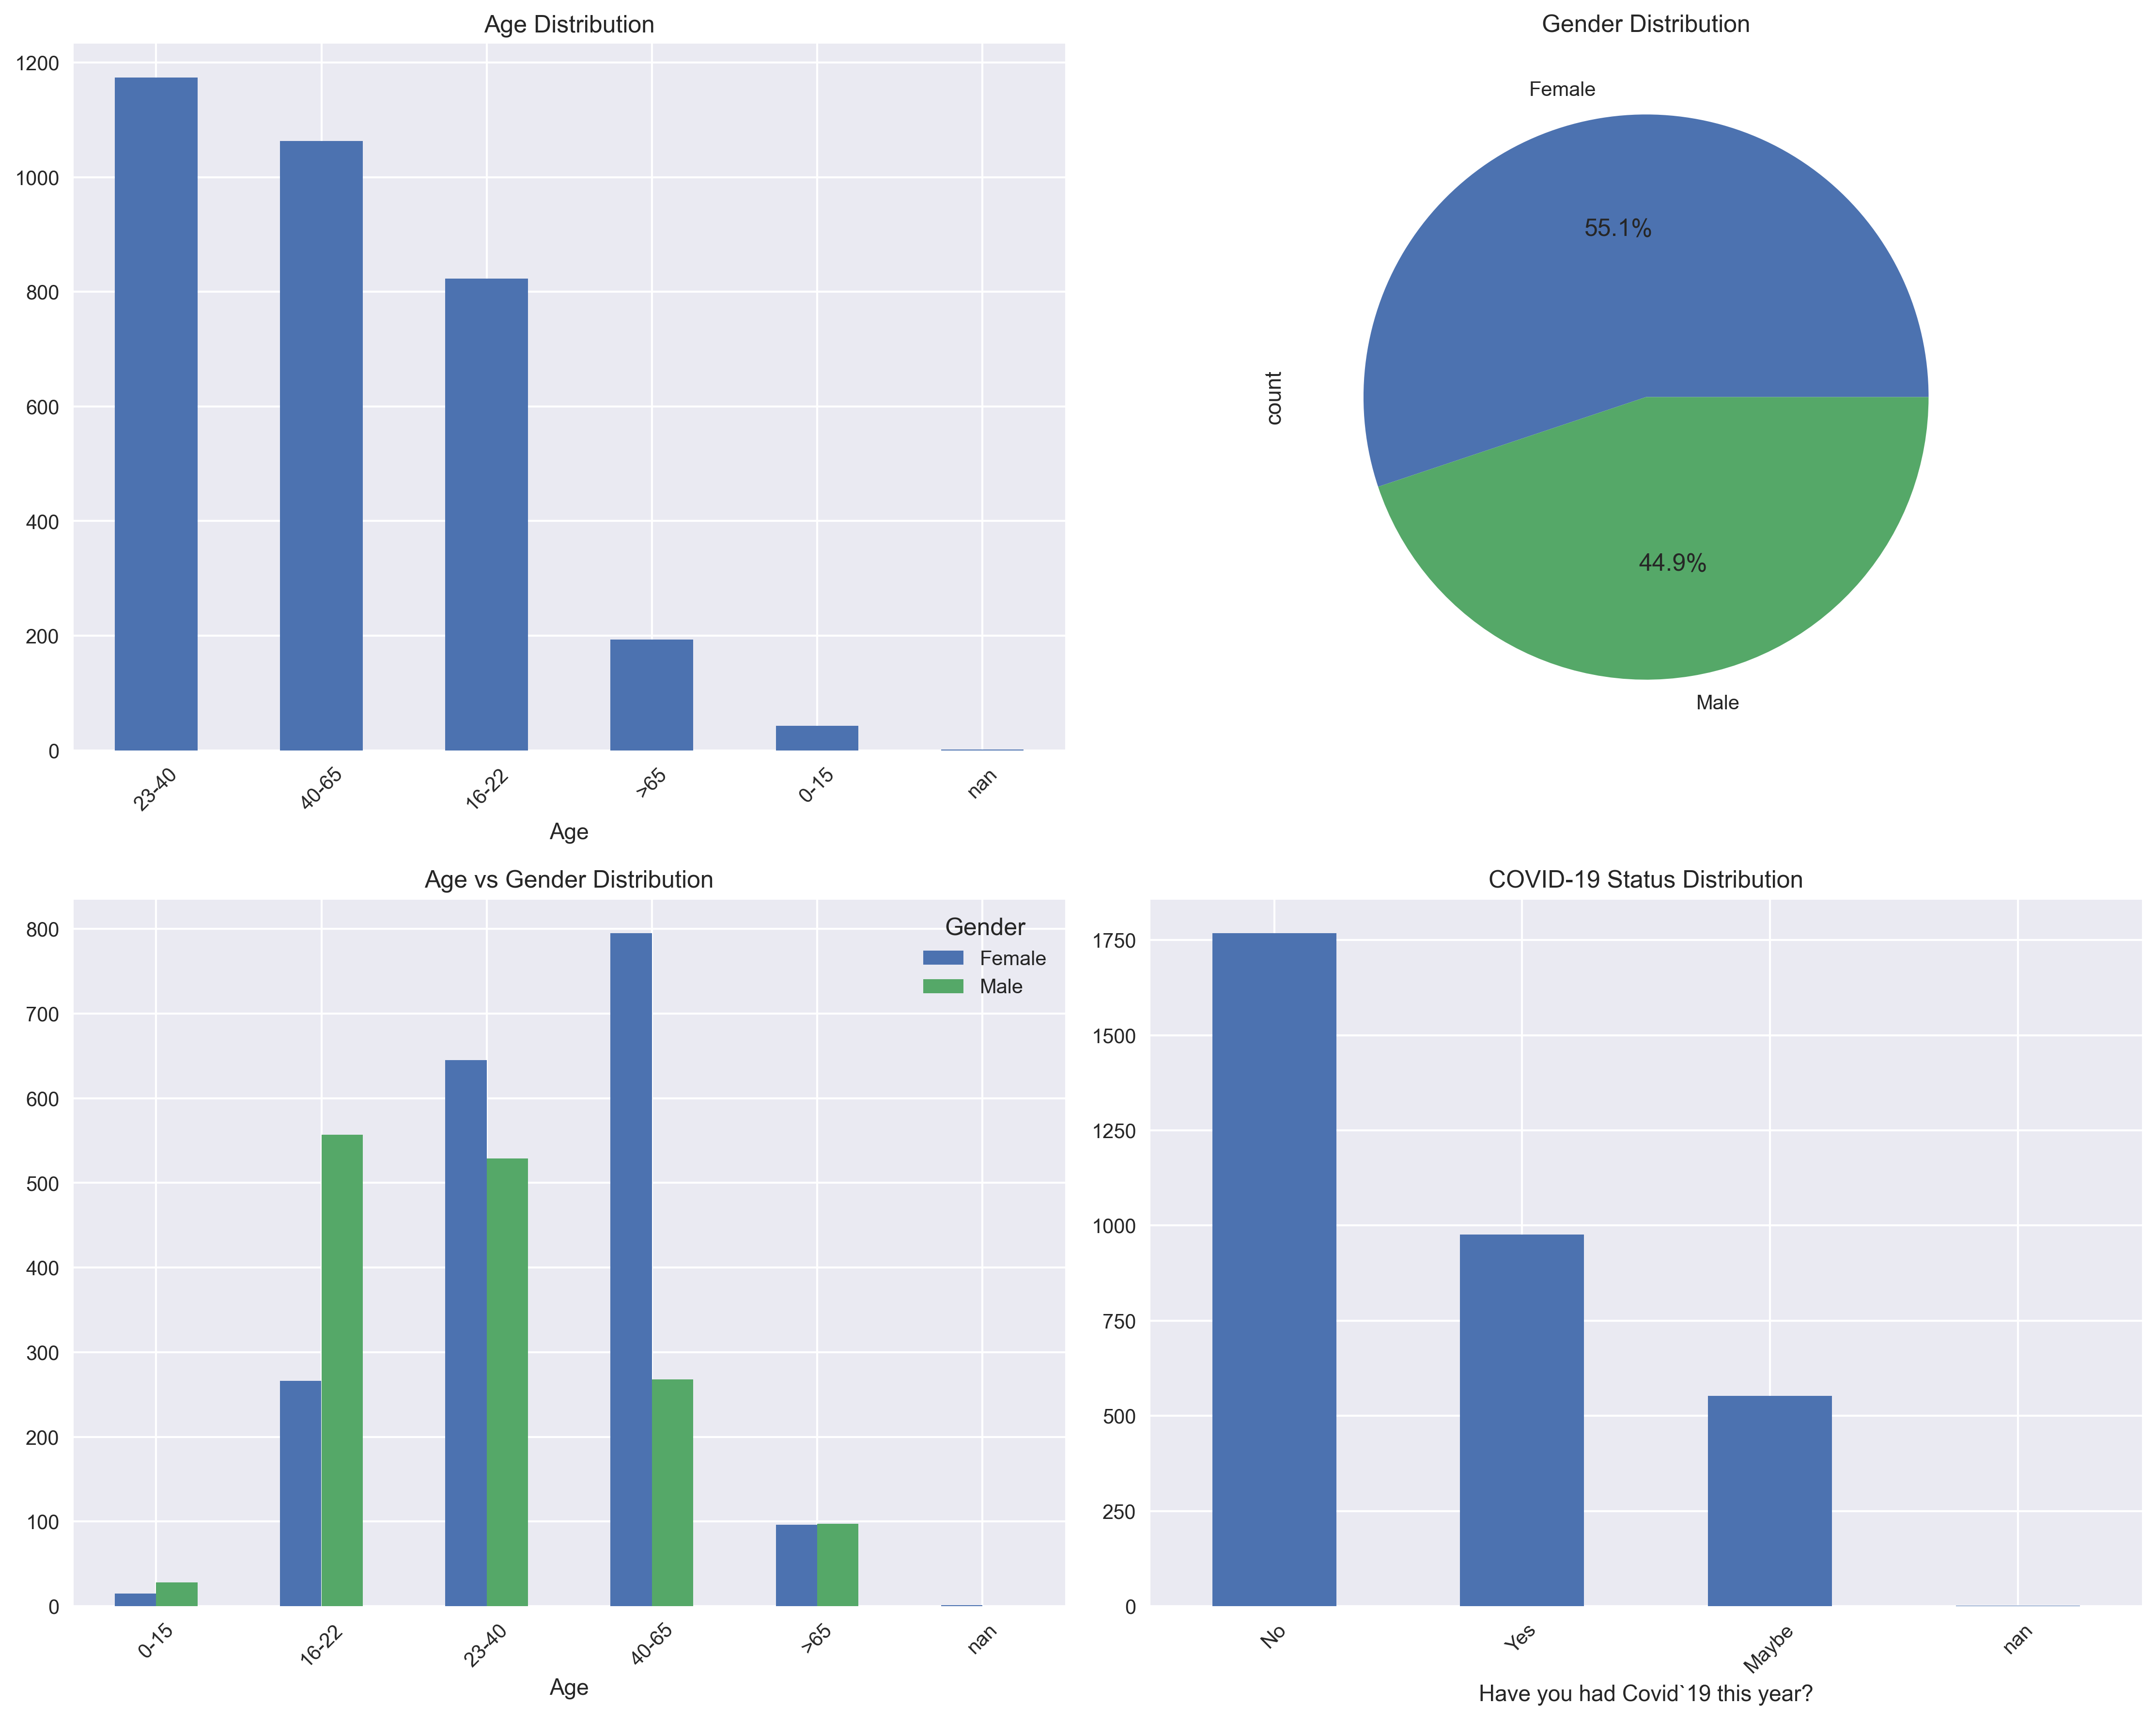 Age Distribution
1200
1000
800
600
400
200
0
23-40
40-65
16-22
>65
0-15
nan
Age
Gender Distribution
Female
55.1%
count
44.9%
Male
Age vs Gender Distribution
Gender
Female
Male
800
700
600
500
400
300
200
100
0
0-15
16-22
23-40
40-65
>65
nan
Age
COVID-19 Status Distribution
1750
1500
1250
1000
750
500
250
0
No
Yes
Maybe
nan
Have you had Covid`19 this year?